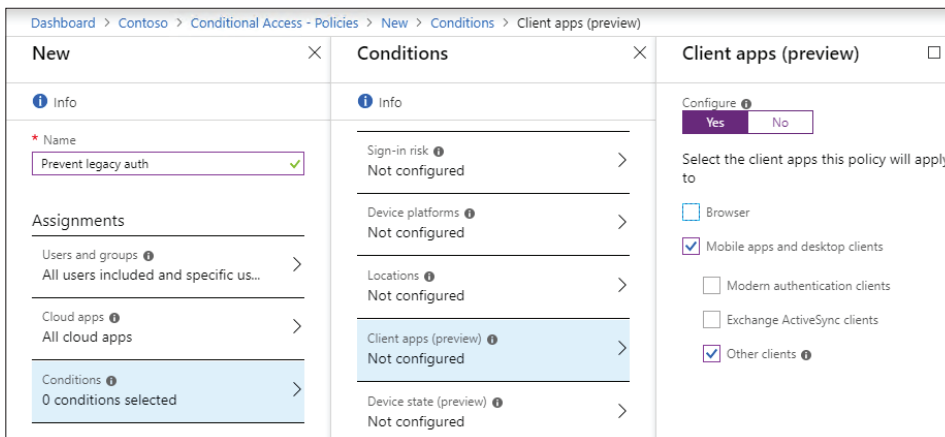 Dashboard > Contoso > Conditional Access - Policies > New > Conditions > Client apps (preview)
New
Info
* Name
Prevent legacy auth
Assignments
Users and groups
All users included and specific us...
Cloud apps
All cloud apps
Conditions
0 conditions selected
Conditions
Info
Sign-in risk
Not configured
Device platforms
Not configured
Locations
Not configured
Client apps (preview)
Not configured
Device state (preview)
Not configured
Client apps (preview)
Configure
Yes No
Select the client apps this policy will apply
to
Browser
Mobile apps and desktop clients
Modern authentication clients
Exchange ActiveSync clients
Other clients